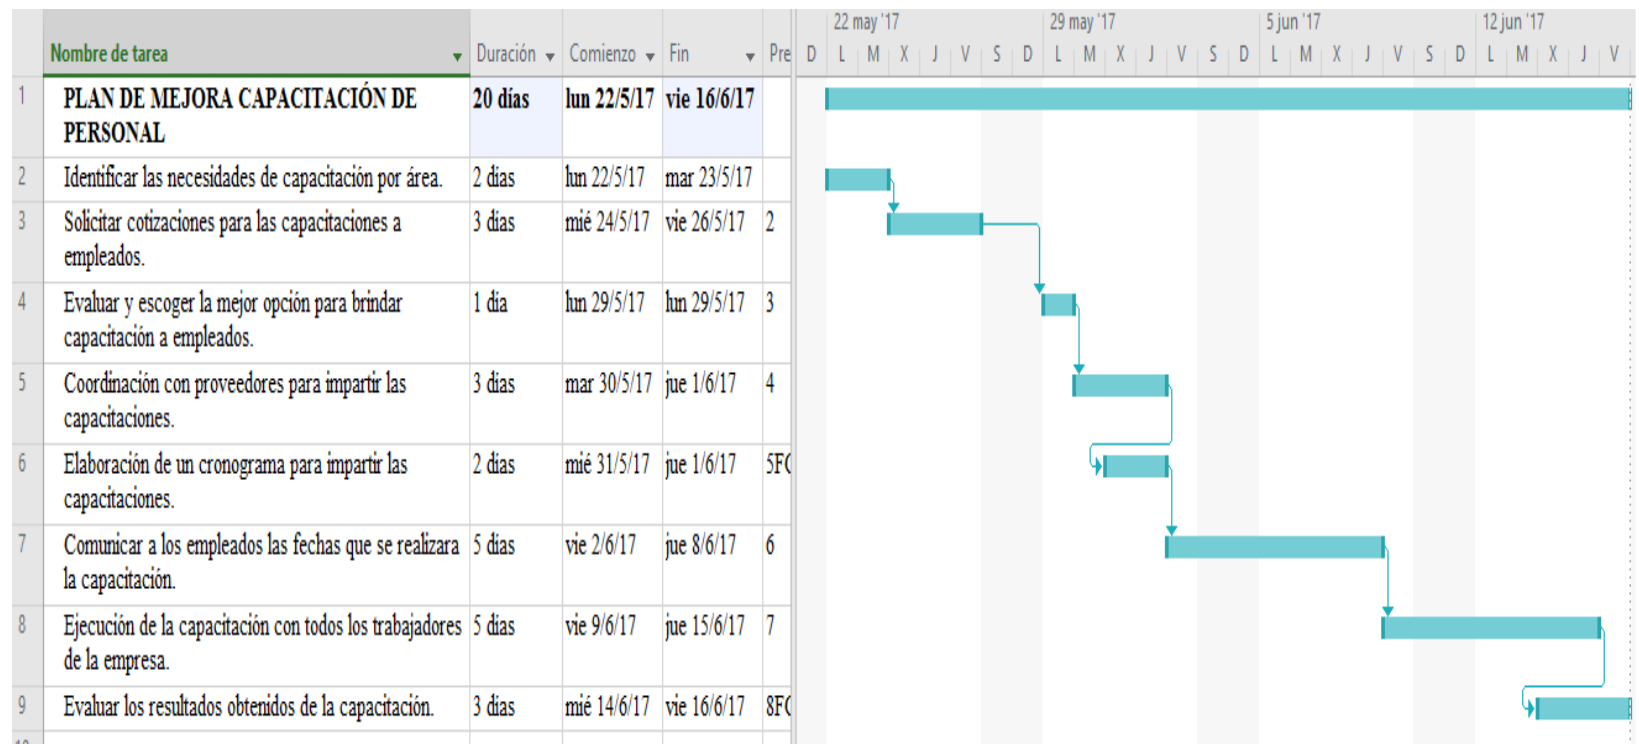 22 may '17 29 may '17 5 jun '17 12 jun '17
Nombre de tarea Duración Comienzo Fin Pre D L M X J V S D L M X J V S D L M X J V S D L M X J V
1 PLAN DE MEJORA CAPACITACIÓN DE 20 días lun 22/5/17 vie 16/6/17
PERSONAL
2 Identificar las necesidades de capacitación por área. 2 días lun 22/5/17 mar 23/5/17
3 Solicitar cotizaciones para las capacitaciones a 3 días mié 24/5/17 vie 26/5/17 2
empleados.
4 Evaluar y escoger la mejor opción para brindar 1 día lun 29/5/17 lun 29/5/17 3
capacitación a empleados.
5 Coordinación con proveedores para impartir las 3 días mar 30/5/17 jue 1/6/17 4
capacitaciones.
6 Elaboración de un cronograma para impartir las 2 días mié 31/5/17 jue 1/6/17 5FC
capacitaciones.
7 Comunicar a los empleados las fechas que se realizara 5 días vie 2/6/17 jue 8/6/17 6
la capacitación.
8 Ejecución de la capacitación con todos los trabajadores 5 días vie 9/6/17 jue 15/6/17 7
de la empresa.
9 Evaluar los resultados obtenidos de la capacitación. 3 días mié 14/6/17 vie 16/6/17 8FC